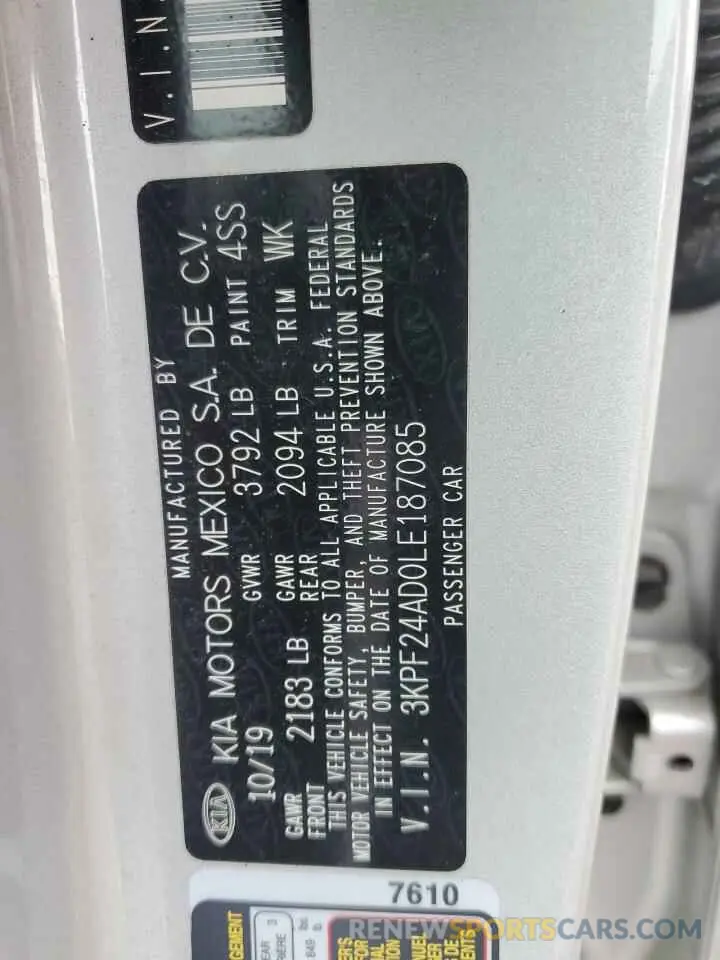 V.I.N.
MANUFACTURED BY
KIA KIA MOTORS MEXICO S.A. DE C.V.
10/19 GVWR 3792 LB PAINT 4SS
GAWR FRONT 2183 LB GAWR REAR 2094 LB TRIM WK
THIS VEHICLE CONFORMS TO ALL APPLICABLE U.S.A. FEDERAL
MOTOR VEHICLE SAFETY, BUMPER, AND THEFT PREVENTION STANDARDS
IN EFFECT ON THE DATE OF MANUFACTURE SHOWN ABOVE.
V.I.N. 3KPF24AD0LE187085
PASSENGER CAR
7610
RENEWSPORTSCARS.COM